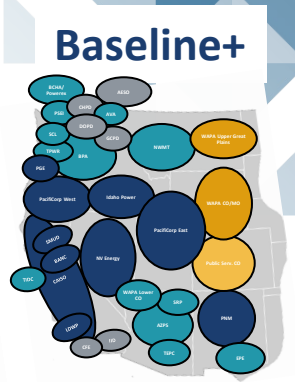 Baseline+
BCHA/
Powerex
AESO
PSEI
CHPD
AVA
DOPD
SCL
GCPD
TPWR
BPA
NWMT
WAPA Upper Great
Plains
PGE
PacifiCorp West
Idaho Power
PacifiCorp East
WAPA CO/MO
SMUD
BANC
CAISO
TIDC
NV Energy
Public Serv. CO
WAPA Lower
CO
SRP
AZPS
PNM
LDWP
CFE
IID
TEPC
EPE